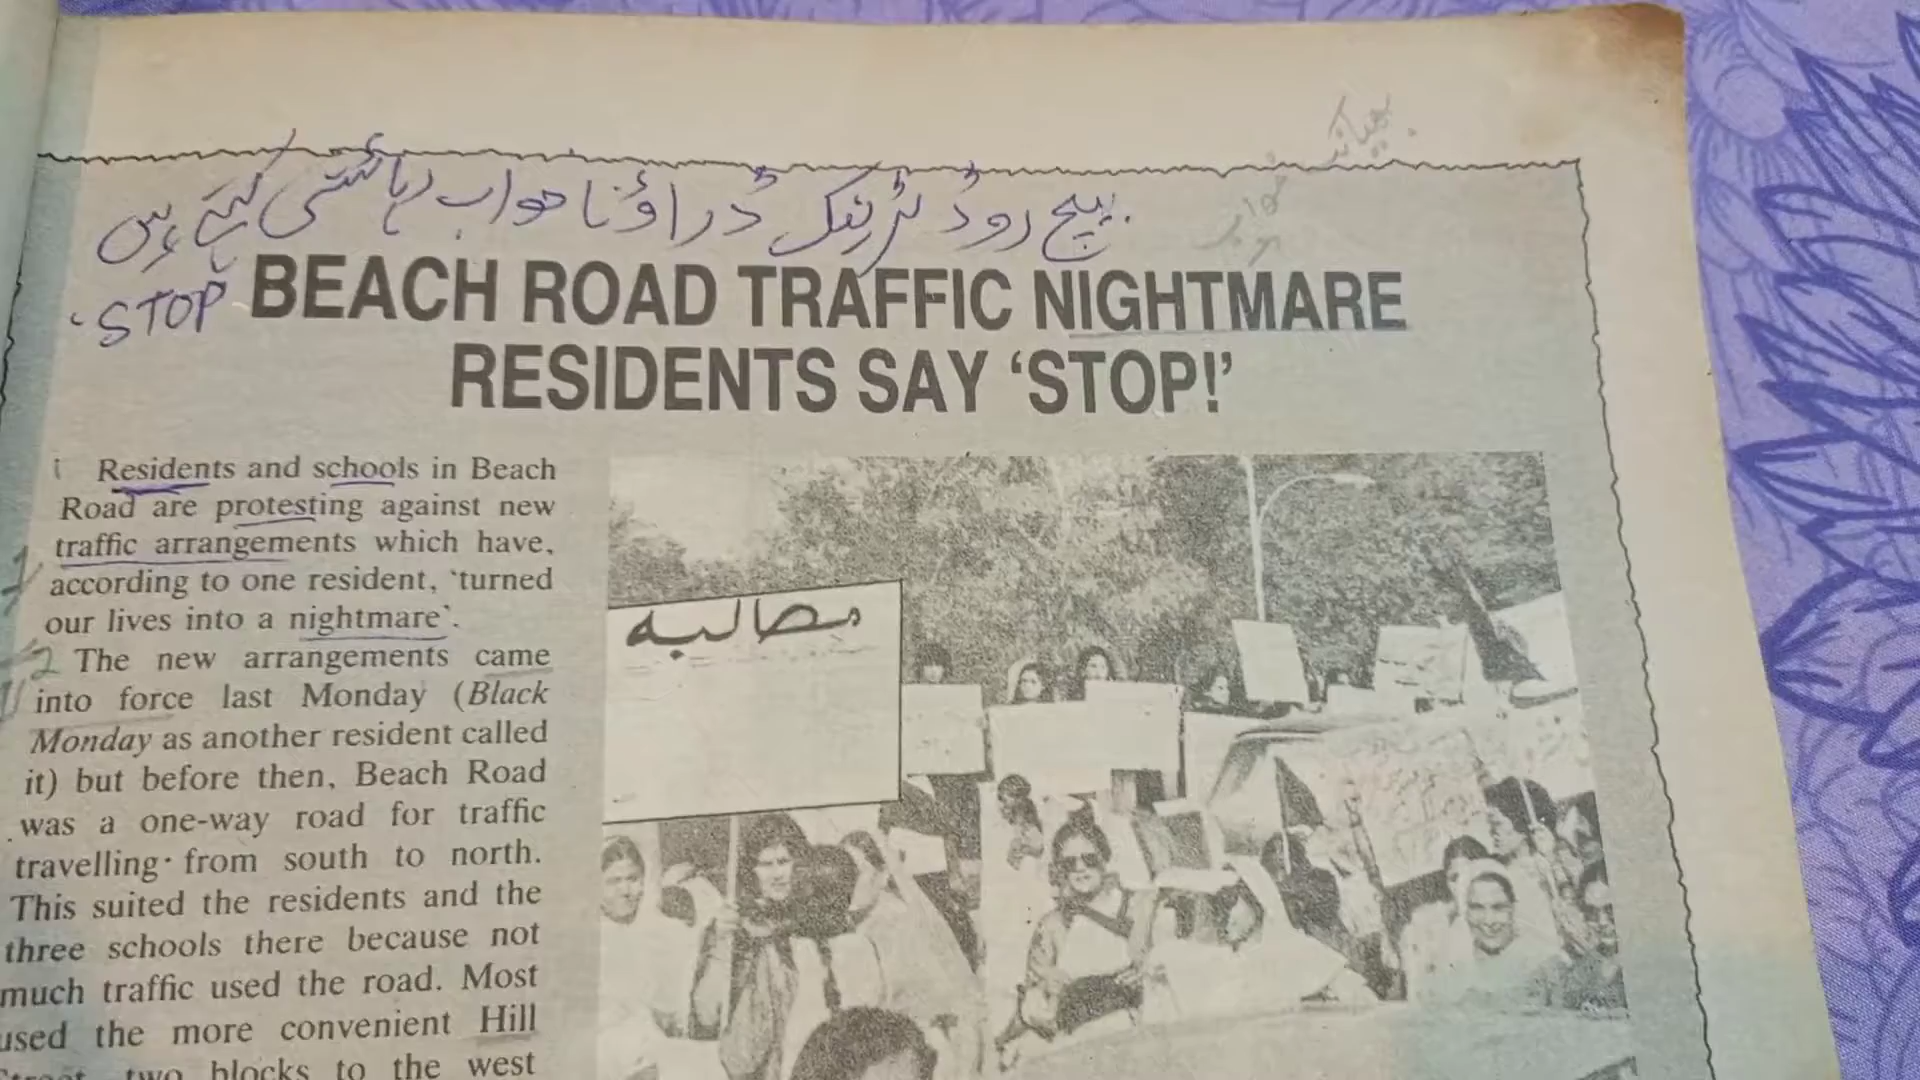 بیچ روڈ ٹریفک ڈراؤنا خواب رہائشی کہتے ہیں
STOP
BEACH ROAD TRAFFIC NIGHTMARE
RESIDENTS SAY ‘STOP!’
Residents and schools in Beach
Road are protesting against new
traffic arrangements which have,
according to one resident, ‘turned
our lives into a nightmare‘.
2 The new arrangements came
into force last Monday (Black
Monday as another resident called
it) but before then, Beach Road
was a one-way road for traffic
travelling from south to north.
This suited the residents and the
three schools there because not
much traffic used the road. Most
used the more convenient Hill
Street, two blocks to the west
مطالبہ